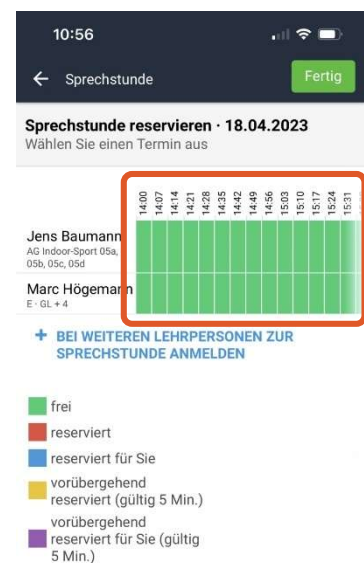 10:56
Sprechstunde
Fertig
Sprechstunde reservieren · 18.04.2023
Wählen Sie einen Termin aus
14:00
14:07
14:14
14:21
14:28
14:35
14:42
14:49
14:56
15:03
15:10
15:17
15:24
15:31
Jens Baumann
AG Indoor-Sport 05a,
05b, 05c, 05d
Marc Högemann
E · GL + 4
+ BEI WEITEREN LEHRPERSONEN ZUR
SPRECHSTUNDE ANMELDEN
frei
reserviert
reserviert für Sie
vorübergehend
reserviert (gültig 5 Min.)
vorübergehend
reserviert für Sie (gültig
5 Min.)